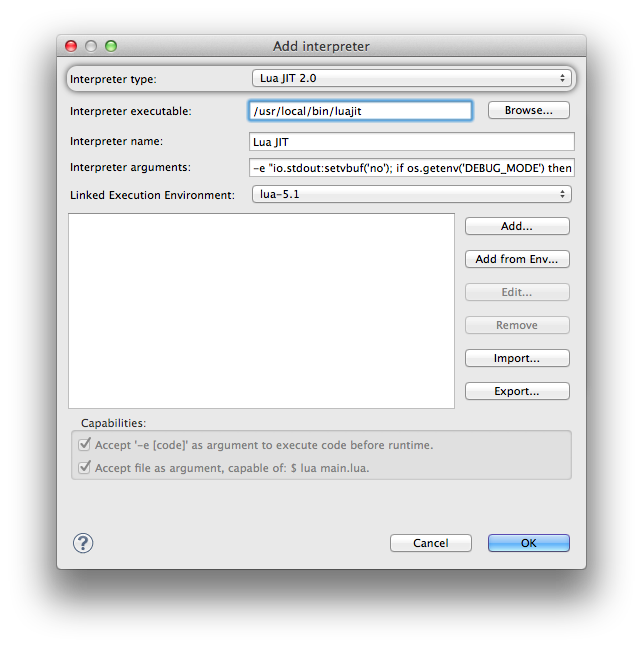 Add interpreter
Interpreter type: Lua JIT 2.0
Interpreter executable: /usr/local/bin/luajit Browse...
Interpreter name: Lua JIT
Interpreter arguments: -e "io.stdout:setvbuf('no'); if os.getenv('DEBUG_MODE') then
Linked Execution Environment: lua-5.1
Add...
Add from Env...
Edit...
Remove
Import...
Export...
Capabilities:
Accept '-e [code]' as argument to execute code before runtime.
Accept file as argument, capable of: $ lua main.lua.
? Cancel OK